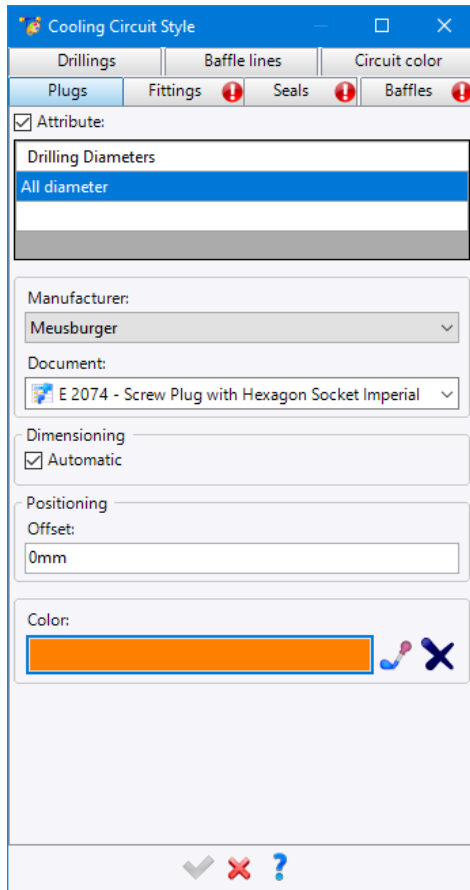 Cooling Circuit Style
Drillings Baffle lines Circuit color
Plugs Fittings Seals Baffles
Attribute:
Drilling Diameters
All diameter
Manufacturer:
Meusburger
Document:
E 2074 - Screw Plug with Hexagon Socket Imperial
Dimensioning
Automatic
Positioning
Offset:
0mm
Color: